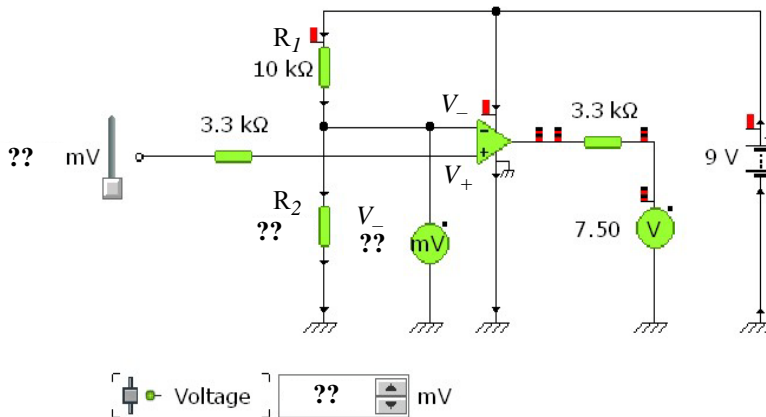 R1
10 kΩ
V−
3.3 kΩ
3.3 kΩ
?? mV
−
+
9 V
V+
R2
??
V−
??
mV
7.50
V
Voltage ?? mV